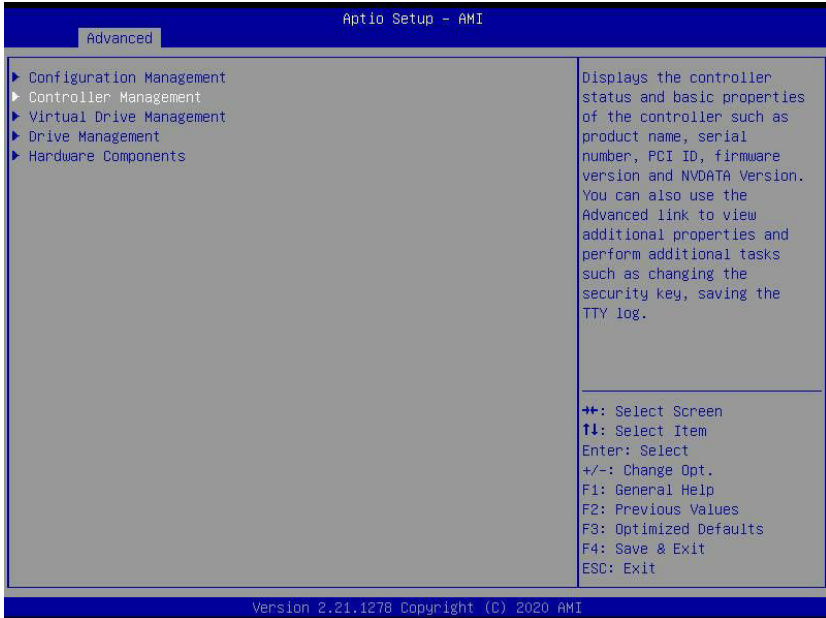 Aptio Setup – AMI
Advanced
Configuration Management
Controller Management
Virtual Drive Management
Drive Management
Hardware Components
Displays the controller
status and basic properties
of the controller such as
product name, serial
number, PCI ID, firmware
version and NVDATA Version.
You can also use the
Advanced link to view
additional properties and
perform additional tasks
such as changing the
security key, saving the
TTY log.
→←: Select Screen
↑↓: Select Item
Enter: Select
+/-: Change Opt.
F1: General Help
F2: Previous Values
F3: Optimized Defaults
F4: Save & Exit
ESC: Exit
Version 2.21.1278 Copyright (C) 2020 AMI